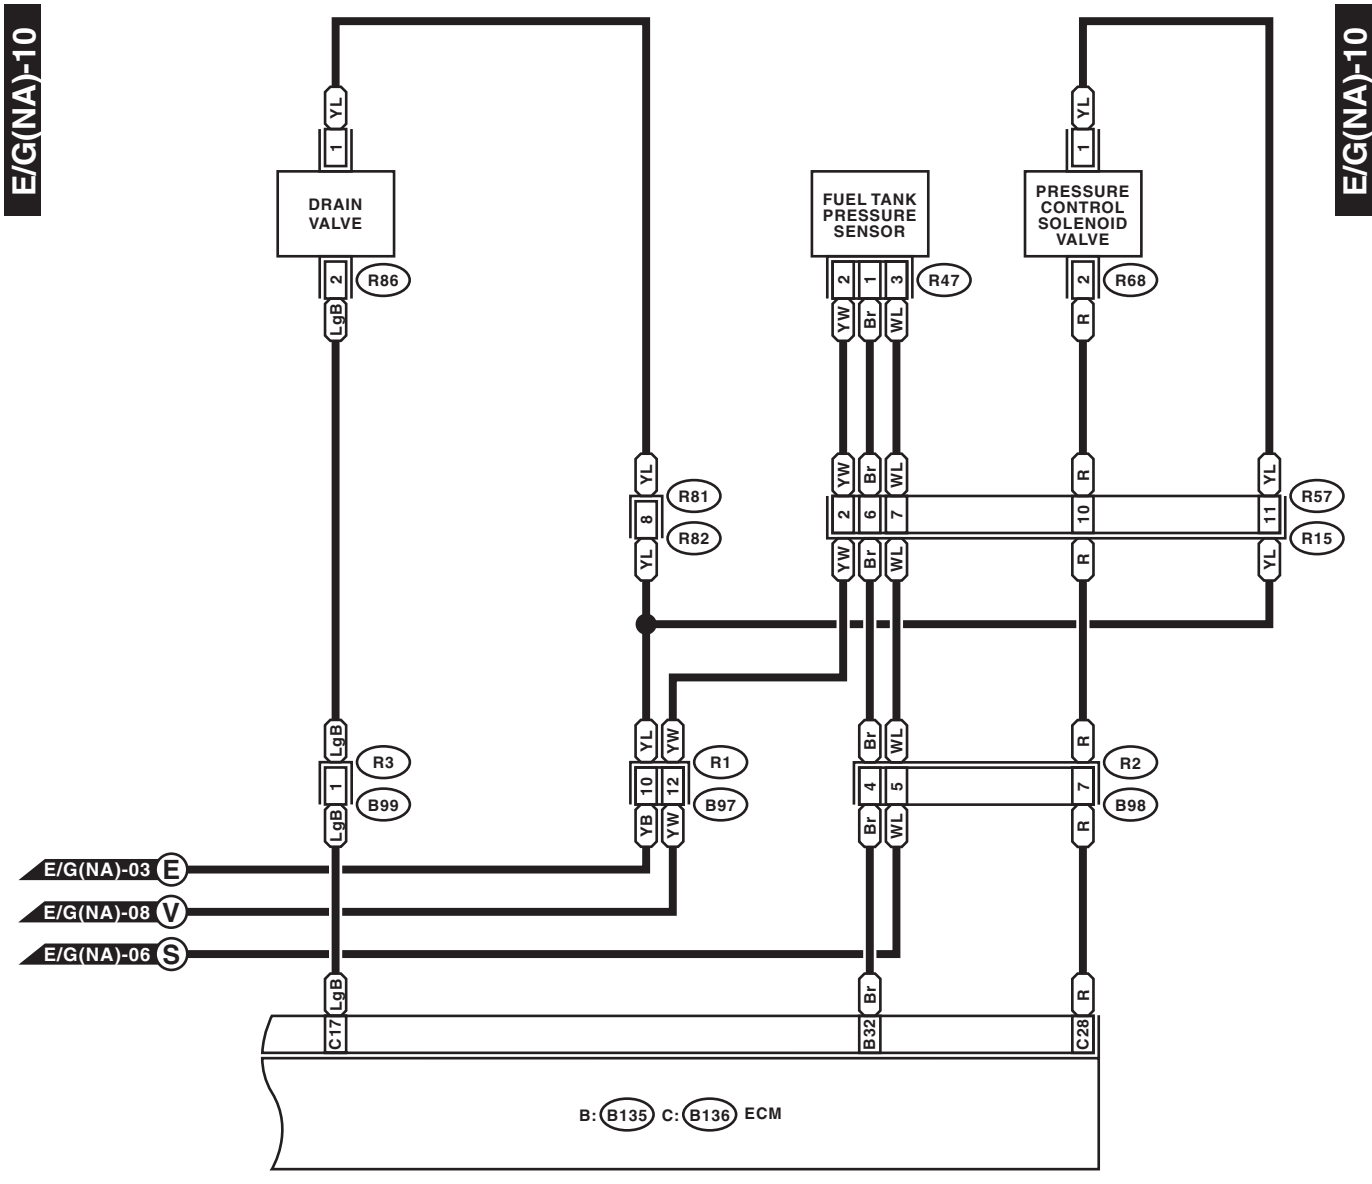 E/G(NA)-10
E/G(NA)-10
YL
YL
1
1
DRAIN
VALVE
FUEL TANK
PRESSURE
SENSOR
PRESSURE
CONTROL
SOLENOID
VALVE
2 R86
2 1 3 R47
2 R68
LgB
YW Br WL
R
YL
YW Br WL
R
YL
R81
R57
8
2 6 7 10 11
R82
R15
YL
YW Br WL
R
YL
LgB
YL YW
Br WL
R
R3
R1
R2
1
10 12
4 5 7
B99
B97
B98
LgB
YB YW
Br WL
R
E/G(NA)-03 E
E/G(NA)-08 V
E/G(NA)-06 S
LgB
Br
R
C17
B32
C28
B: B135 C: B136 ECM